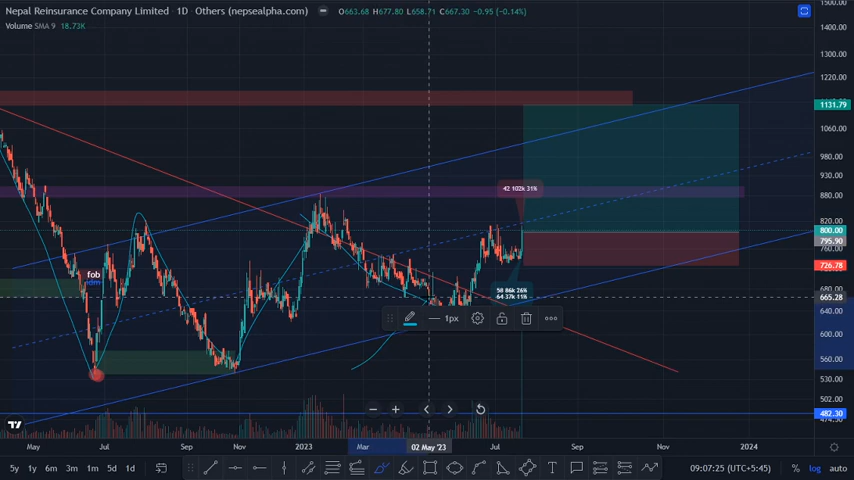 Nepal Reinsurance Company Limited · 1D · Others (nepsealpha.com)
O663.68 H677.80 L658.71 C667.30 −0.95 (−0.14%)
Volume SMA 9 18.73K
1400.00
1300.00
1220.00
1131.79
1060.00
980.00
930.00
880.00
820.00
800.00
795.90
760.00
726.78
665.28
640.00
600.00
560.00
530.00
502.00
482.30
42 102k 31%
fob
ndm
58 86k 26%
64 37k 11%
1px
May
Jul
Sep
Nov
2023
Mar
02 May '23
Jul
Sep
Nov
2024
5y 1y 6m 3m 1m 5d 1d
09:07:25 (UTC+5:45)
% log auto